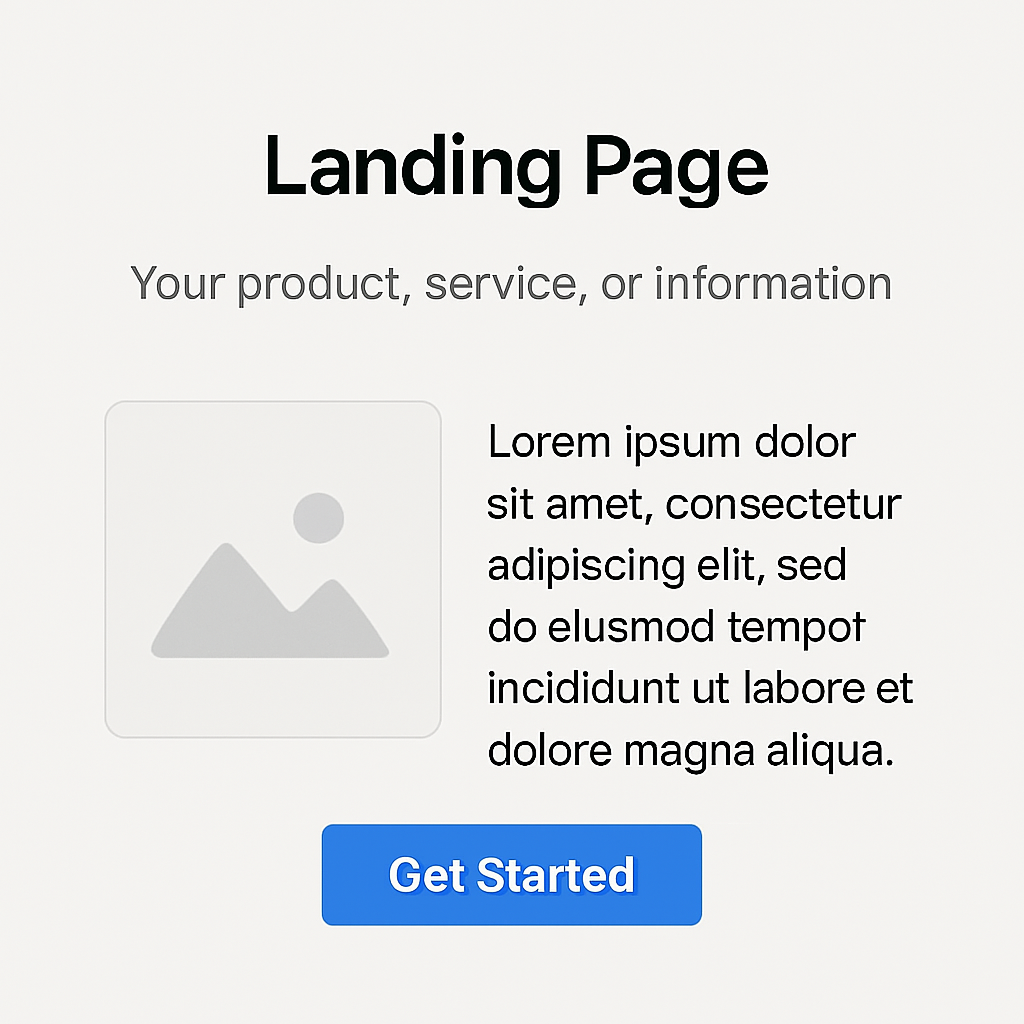 Landing Page
Your product, service, or information
Lorem ipsum dolor
sit amet, consectetur
adipiscing elit, sed
do elusmod tempot
incididunt ut labore et
dolore magna aliqua.
Get Started